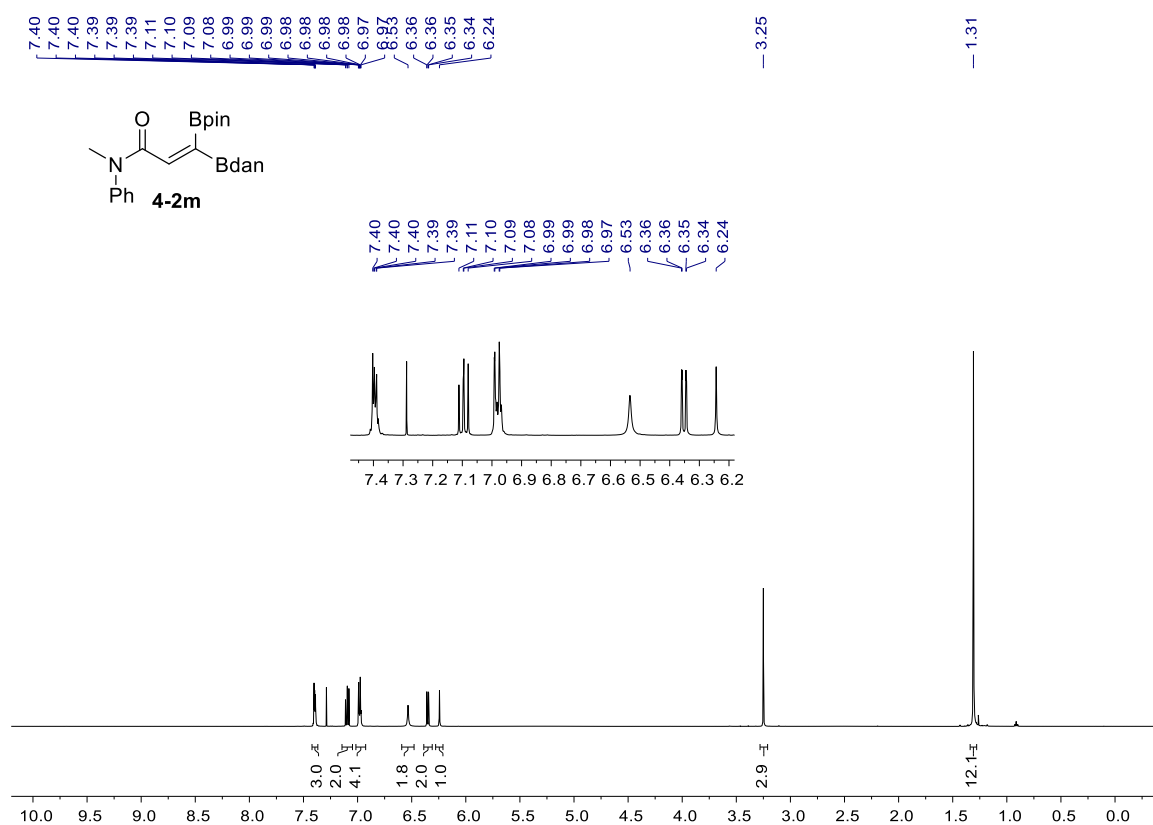 7.40 7.40 7.40 7.39 7.39 7.39 7.11 7.10 7.09 7.08 6.99 6.99 6.99 6.98 6.98 6.98 6.98 6.97 6.97 6.53 6.36 6.36 6.35 6.34 6.24 3.25 1.31
O
Bpin
N
Bdan
Ph
4-2m
7.40 7.40 7.40 7.39 7.39 7.11 7.10 7.09 7.08 6.99 6.99 6.98 6.97 6.53 6.36 6.36 6.35 6.34 6.24
7.4 7.3 7.2 7.1 7.0 6.9 6.8 6.7 6.6 6.5 6.4 6.3 6.2
3.0 2.0 4.1 1.8 2.0 1.0 2.9 12.1
10.0 9.5 9.0 8.5 8.0 7.5 7.0 6.5 6.0 5.5 5.0 4.5 4.0 3.5 3.0 2.5 2.0 1.5 1.0 0.5 0.0